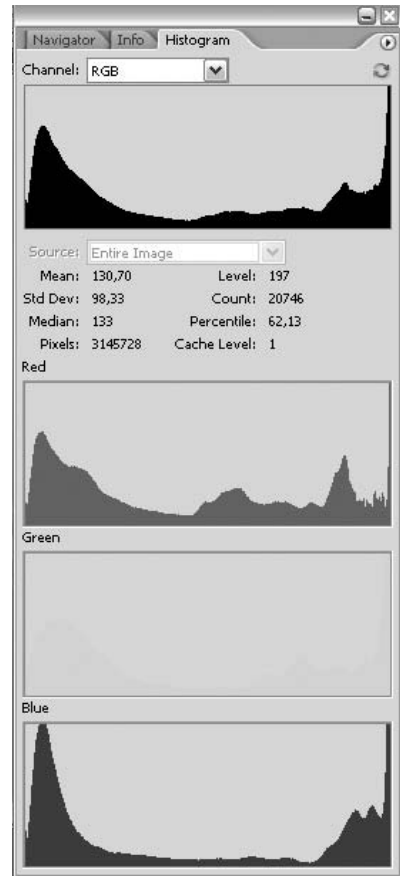 Navigator Info Histogram
Channel: RGB
Source: Entire Image
Mean: 130,70 Level: 197
Std Dev: 98,33 Count: 20746
Median: 133 Percentile: 62,13
Pixels: 3145728 Cache Level: 1
Red
Green
Blue